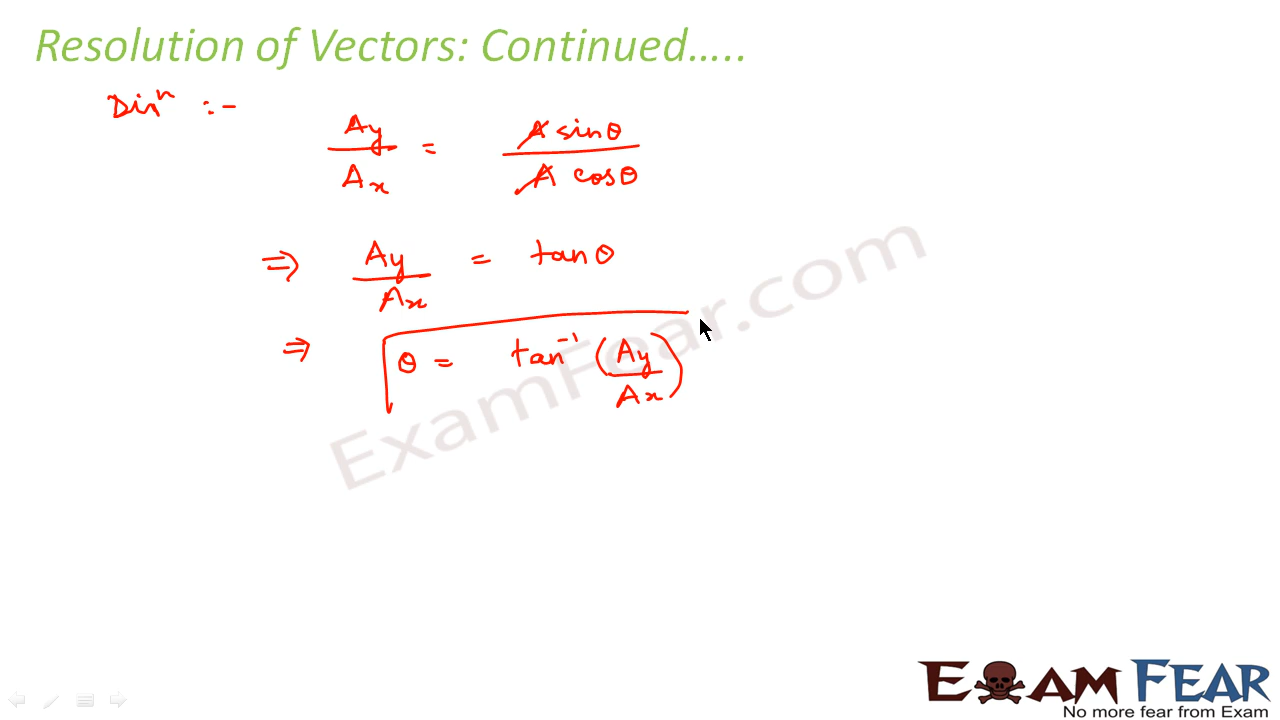 Resolution of Vectors: Continued.....
Dirⁿ :-
Ay/Ax = A sinθ / A cosθ
⇒ Ay/Ax = tanθ
⇒ θ = tan⁻¹ (Ay/Ax)
ExamFear.com
EXAM FEAR
No more fear from Exam